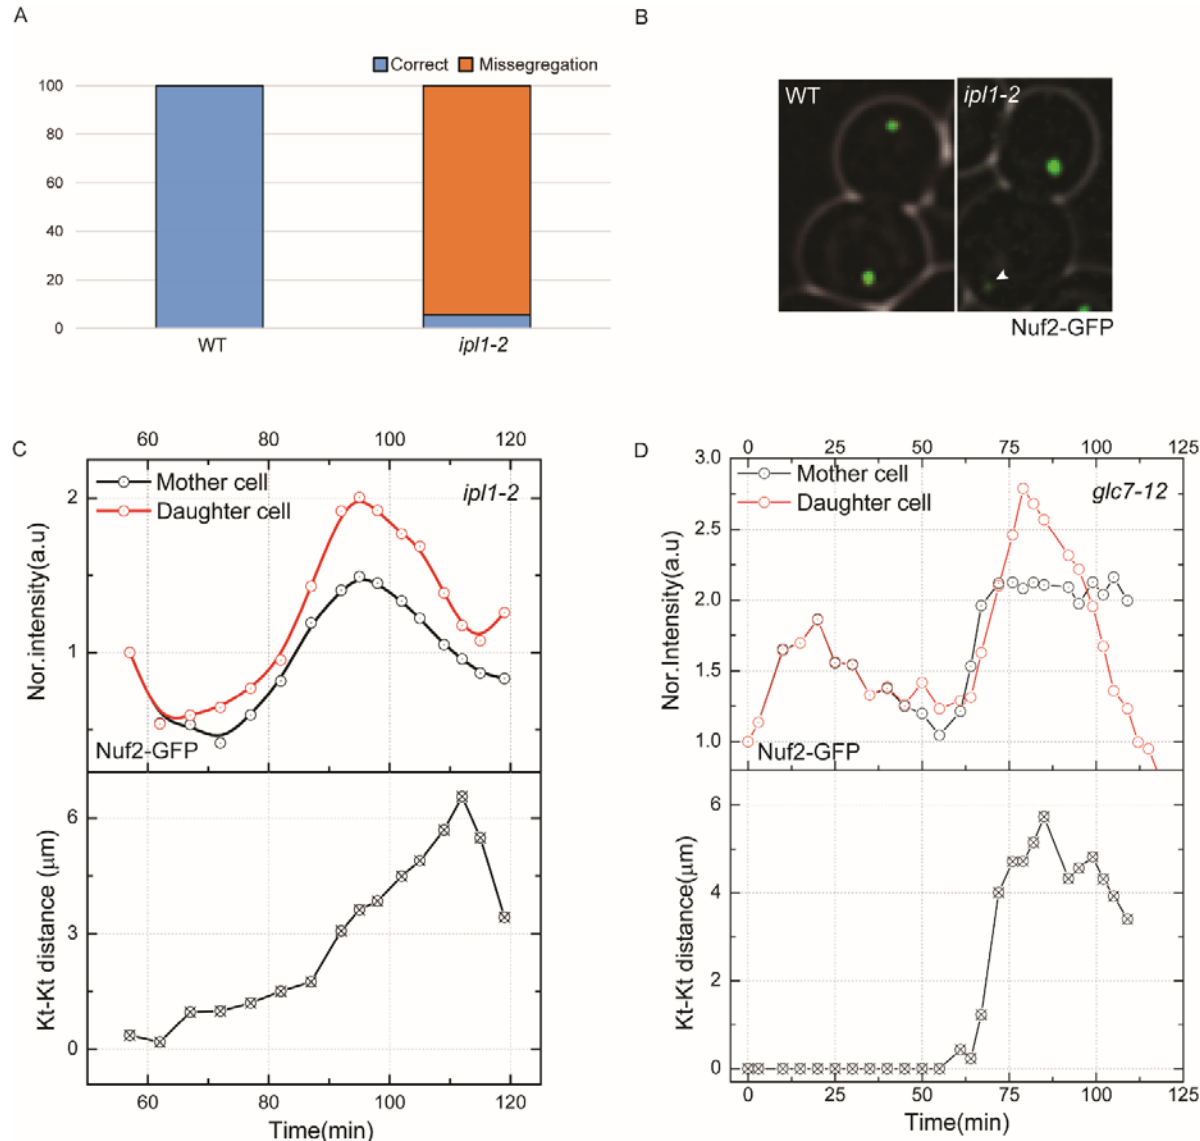 A
Correct Missegregation
100
80
60
40
20
0
WT ipl1-2
B
WT ipl1-2
Nuf2-GFP
C
60 80 100 120
Mother cell
Daughter cell
ipl1-2
2
1
Nor.intensity(a.u)
Nuf2-GFP
6
3
0
Kt-Kt distance (μm)
60 80 100 120
Time(min)
D
0 25 50 75 100 125
3.0
2.5
2.0
1.5
1.0
Mother cell
Daughter cell
glc7-12
Nor.Intensity(a.u)
Nuf2-GFP
6
4
2
0
Kt-Kt distance(μm)
0 25 50 75 100 125
Time(min)